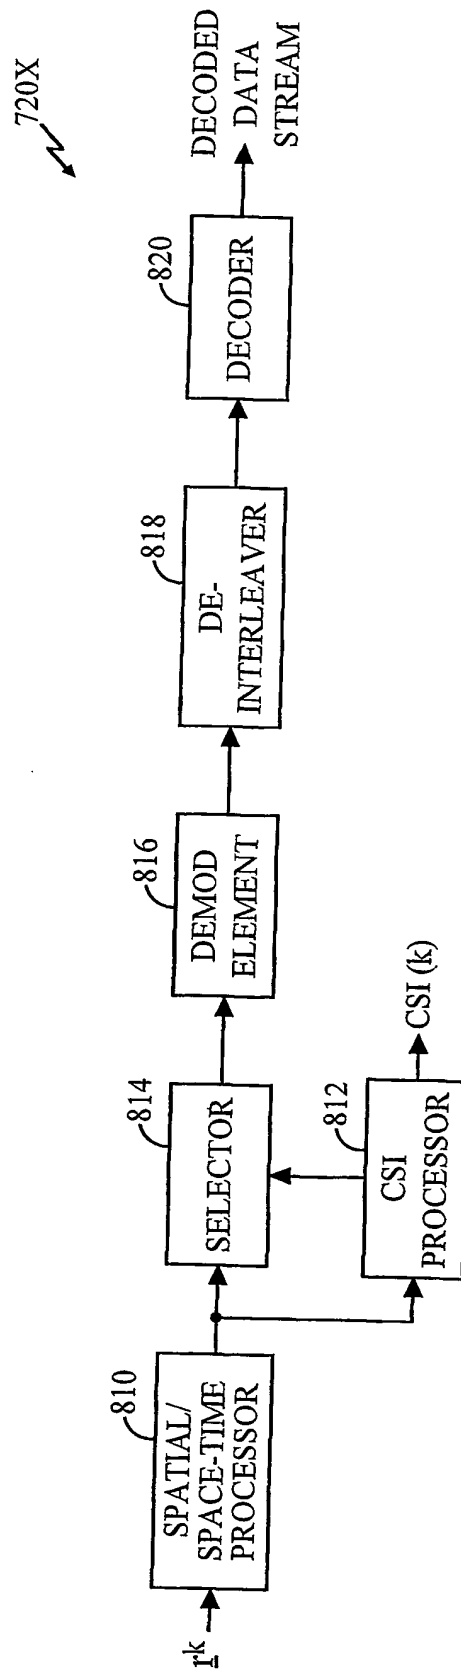 720X
r^k
810
SPATIAL/
SPACE-TIME
PROCESSOR
814
SELECTOR
812
CSI
PROCESSOR
CSI (k)
816
DEMOD
ELEMENT
818
DE-
INTERLEAVER
820
DECODER
DECODED
DATA
STREAM